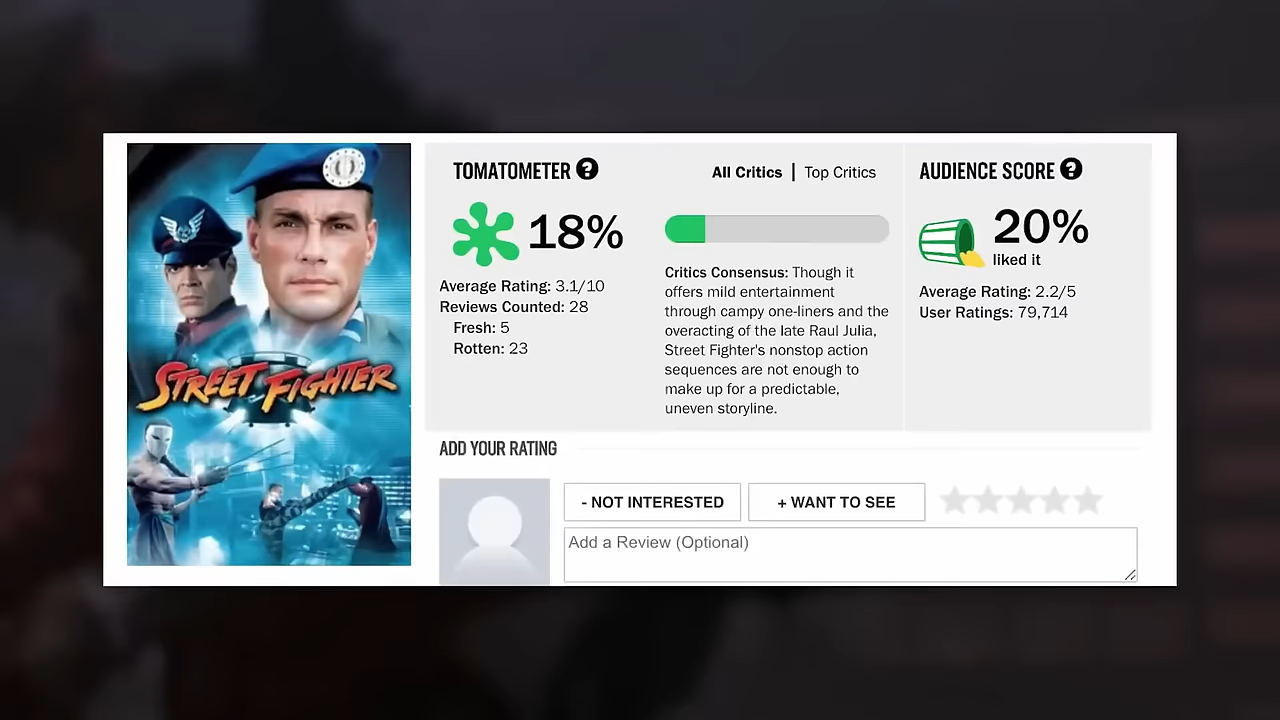 STREET FIGHTER
TOMATOMETER ?
18%
Average Rating: 3.1/10
Reviews Counted: 28
Fresh: 5
Rotten: 23
All Critics | Top Critics
Critics Consensus: Though it
offers mild entertainment
through campy one-liners and the
overacting of the late Raul Julia,
Street Fighter's nonstop action
sequences are not enough to
make up for a predictable,
uneven storyline.
AUDIENCE SCORE ?
20%
liked it
Average Rating: 2.2/5
User Ratings: 79,714
ADD YOUR RATING
- NOT INTERESTED
+ WANT TO SEE
Add a Review (Optional)